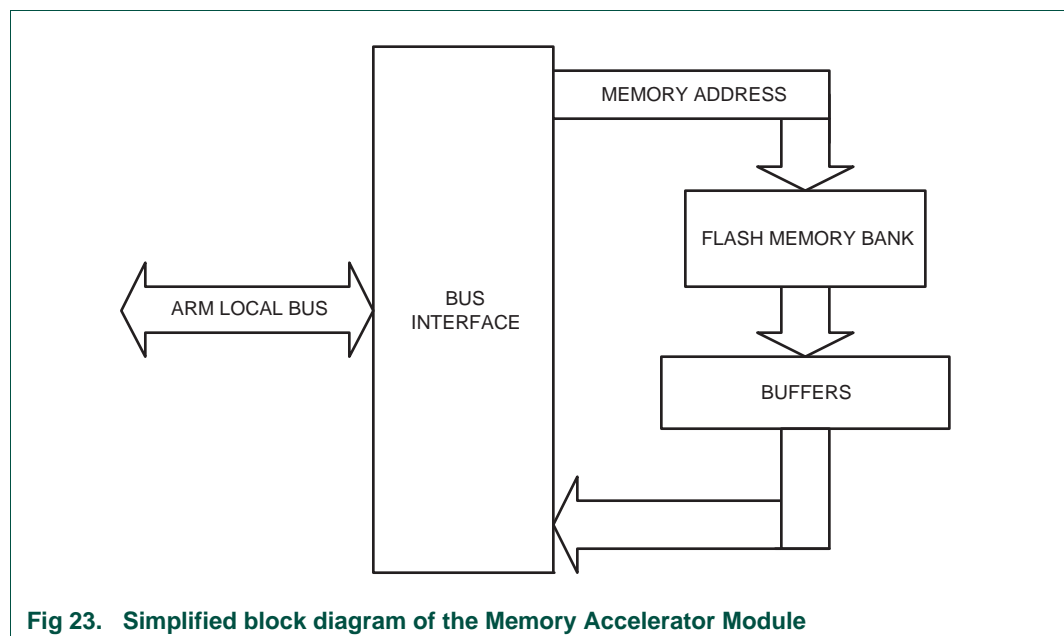 MEMORY ADDRESS
FLASH MEMORY BANK
ARM LOCAL BUS
BUS
INTERFACE
BUFFERS
Fig 23. Simplified block diagram of the Memory Accelerator Module